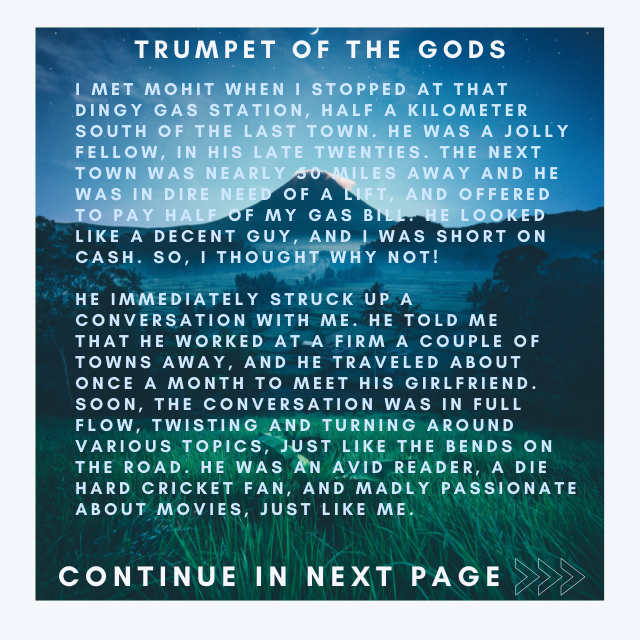 TRUMPET OF THE GODS
I MET MOHIT WHEN I STOPPED AT THAT
DINGY GAS STATION, HALF A KILOMETER
SOUTH OF THE LAST TOWN. HE WAS A JOLLY
FELLOW, IN HIS LATE TWENTIES. THE NEXT
TOWN WAS NEARLY 50 MILES AWAY AND HE
WAS IN DIRE NEED OF A LIFT, AND OFFERED
TO PAY HALF OF MY GAS BILL. HE LOOKED
LIKE A DECENT GUY, AND I WAS SHORT ON
CASH. SO, I THOUGHT WHY NOT!
HE IMMEDIATELY STRUCK UP A
CONVERSATION WITH ME. HE TOLD ME
THAT HE WORKED AT A FIRM A COUPLE OF
TOWNS AWAY, AND HE TRAVELED ABOUT
ONCE A MONTH TO MEET HIS GIRLFRIEND.
SOON, THE CONVERSATION WAS IN FULL
FLOW, TWISTING AND TURNING AROUND
VARIOUS TOPICS, JUST LIKE THE BENDS ON
THE ROAD. HE WAS AN AVID READER, A DIE
HARD CRICKET FAN, AND MADLY PASSIONATE
ABOUT MOVIES, JUST LIKE ME.
CONTINUE IN NEXT PAGE